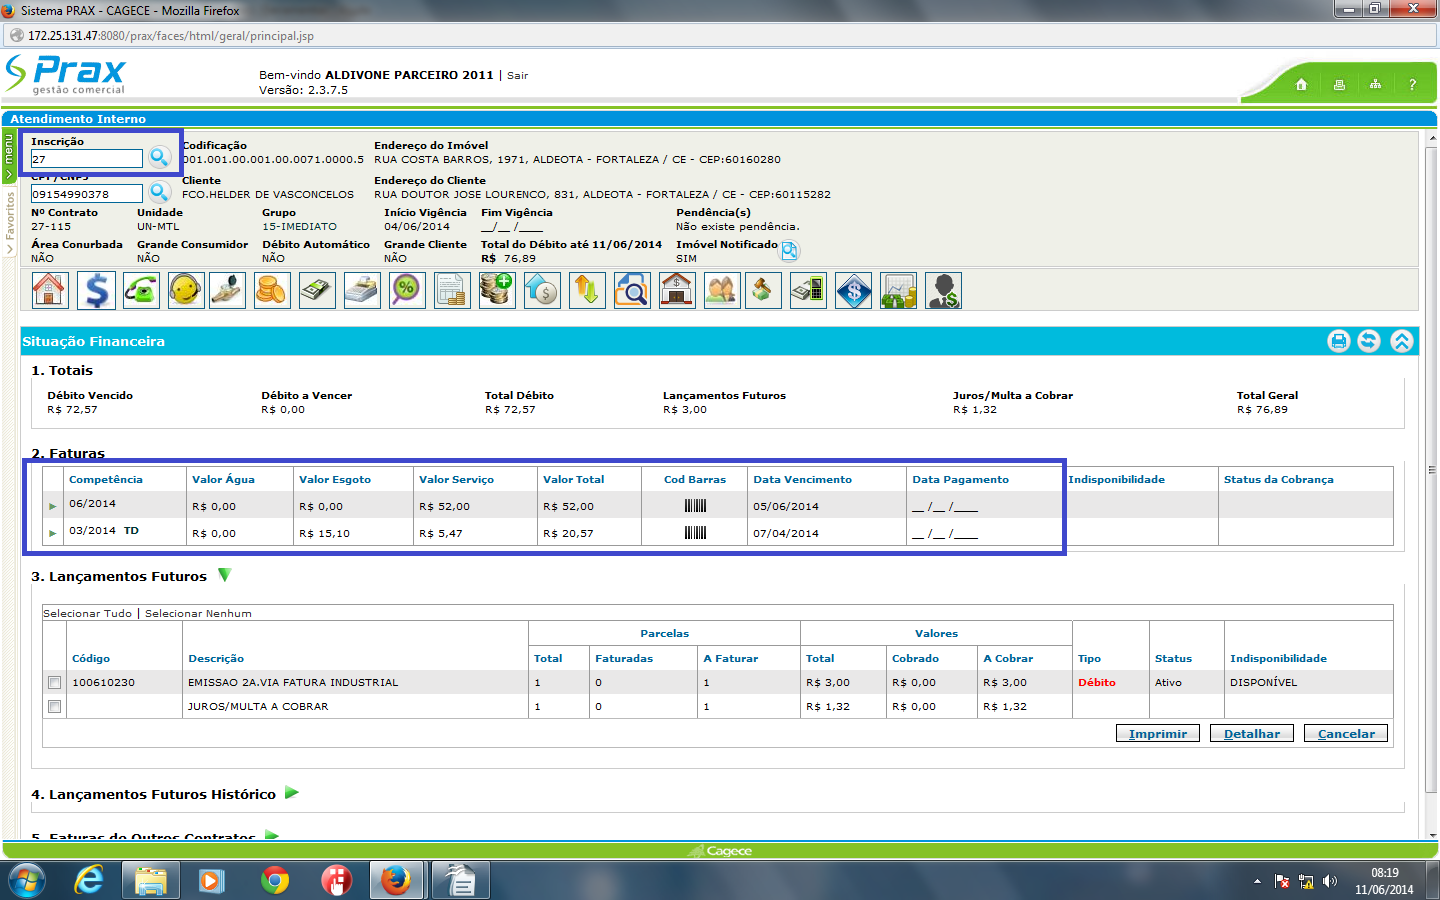 Sistema PRAX - CAGECE - Mozilla Firefox
172.25.131.47:8080/prax/faces/html/geral/principal.jsp
Prax
gestão comercial
Bem-vindo ALDIVONE PARCEIRO 2011 | Sair
Versão: 2.3.7.5
?
Atendimento Interno
menu
Favoritos
Inscrição Codificação Endereço do Imóvel
27 001.001.00.001.00.0071.0000.5 RUA COSTA BARROS, 1971, ALDEOTA - FORTALEZA / CE - CEP:60160280
CPF/CNPJ Cliente Endereço do Cliente
09154990378 FCO.HELDER DE VASCONCELOS RUA DOUTOR JOSE LOURENCO, 831, ALDEOTA - FORTALEZA / CE - CEP:60115282
Nº Contrato Unidade Grupo Início Vigência Fim Vigência Pendência(s)
27-115 UN-MTL 15-IMEDIATO 04/06/2014 __/__ /____ Não existe pendência.
Área Conurbada Grande Consumidor Débito Automático Grande Cliente Total do Débito até 11/06/2014 Imóvel Notificado
NÃO NÃO NÃO NÃO R$ 76,89 SIM
Situação Financeira
1. Totais
Débito Vencido Débito a Vencer Total Débito Lançamentos Futuros Juros/Multa a Cobrar Total Geral
R$ 72,57 R$ 0,00 R$ 72,57 R$ 3,00 R$ 1,32 R$ 76,89
2. Faturas
Competência Valor Água Valor Esgoto Valor Serviço Valor Total Cod Barras Data Vencimento Data Pagamento Indisponibilidade Status da Cobrança
06/2014 R$ 0,00 R$ 0,00 R$ 52,00 R$ 52,00 05/06/2014 __ /__ /____
03/2014 TD R$ 0,00 R$ 15,10 R$ 5,47 R$ 20,57 07/04/2014 __ /__ /____
3. Lançamentos Futuros
Selecionar Tudo | Selecionar Nenhum
Parcelas Valores
Código Descrição Total Faturadas A Faturar Total Cobrado A Cobrar Tipo Status Indisponibilidade
100610230 EMISSAO 2A.VIA FATURA INDUSTRIAL 1 0 1 R$ 3,00 R$ 0,00 R$ 3,00 Débito Ativo DISPONÍVEL
JUROS/MULTA A COBRAR 1 0 1 R$ 1,32 R$ 0,00 R$ 1,32
Imprimir Detalhar Cancelar
4. Lançamentos Futuros Histórico
5. Faturas de Outros Contratos
Cagece
08:19
11/06/2014